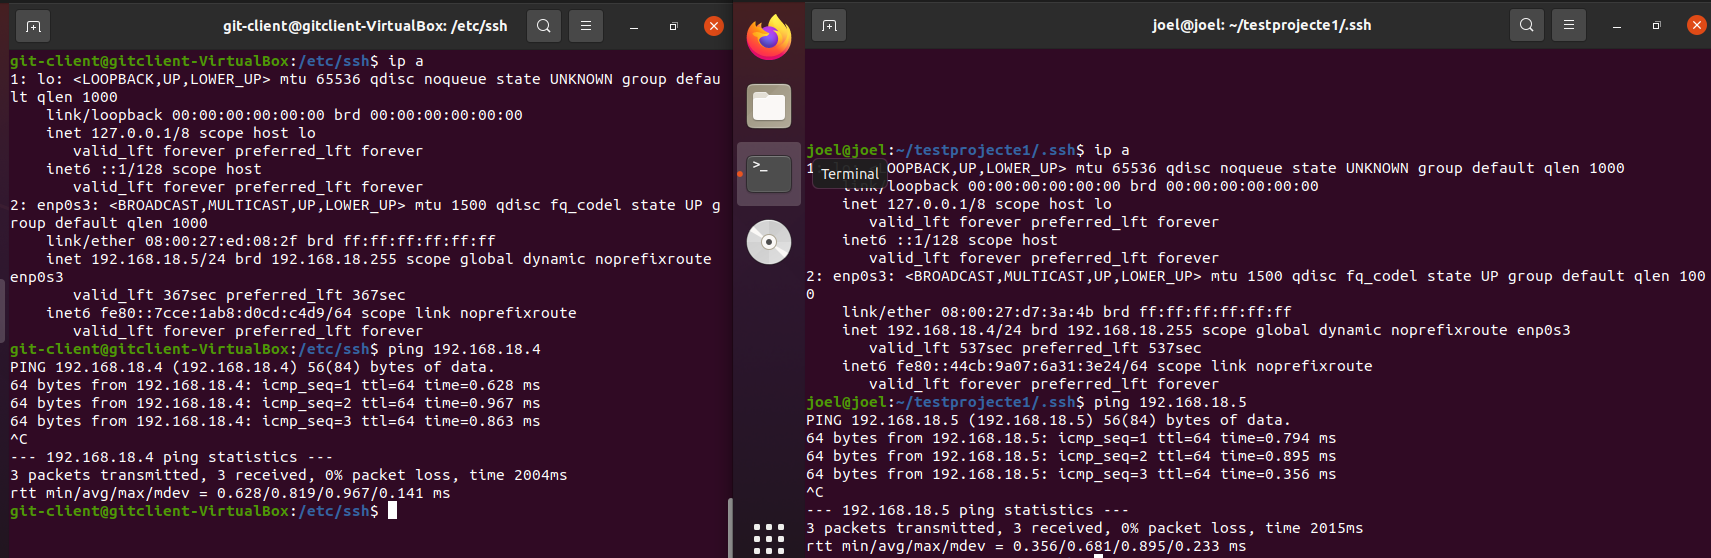 git-client@gitclient-VirtualBox: /etc/ssh
git-client@gitclient-VirtualBox:/etc/ssh$ ip a
1: lo: <LOOPBACK,UP,LOWER_UP> mtu 65536 qdisc noqueue state UNKNOWN group defau
lt qlen 1000
    link/loopback 00:00:00:00:00:00 brd 00:00:00:00:00:00
    inet 127.0.0.1/8 scope host lo
       valid_lft forever preferred_lft forever
    inet6 ::1/128 scope host
       valid_lft forever preferred_lft forever
2: enp0s3: <BROADCAST,MULTICAST,UP,LOWER_UP> mtu 1500 qdisc fq_codel state UP g
roup default qlen 1000
    link/ether 08:00:27:ed:08:2f brd ff:ff:ff:ff:ff:ff
    inet 192.168.18.5/24 brd 192.168.18.255 scope global dynamic noprefixroute
enp0s3
       valid_lft 367sec preferred_lft 367sec
    inet6 fe80::7cce:1ab8:d0cd:c4d9/64 scope link noprefixroute
       valid_lft forever preferred_lft forever
git-client@gitclient-VirtualBox:/etc/ssh$ ping 192.168.18.4
PING 192.168.18.4 (192.168.18.4) 56(84) bytes of data.
64 bytes from 192.168.18.4: icmp_seq=1 ttl=64 time=0.628 ms
64 bytes from 192.168.18.4: icmp_seq=2 ttl=64 time=0.967 ms
64 bytes from 192.168.18.4: icmp_seq=3 ttl=64 time=0.863 ms
^C
--- 192.168.18.4 ping statistics ---
3 packets transmitted, 3 received, 0% packet loss, time 2004ms
rtt min/avg/max/mdev = 0.628/0.819/0.967/0.141 ms
git-client@gitclient-VirtualBox:/etc/ssh$
>_
Terminal
joel@joel: ~/testprojecte1/.ssh
joel@joel:~/testprojecte1/.ssh$ ip a
1 OOPBACK,UP,LOWER_UP> mtu 65536 qdisc noqueue state UNKNOWN group default qlen 1000
    link/loopback 00:00:00:00:00:00 brd 00:00:00:00:00:00
    inet 127.0.0.1/8 scope host lo
       valid_lft forever preferred_lft forever
    inet6 ::1/128 scope host
       valid_lft forever preferred_lft forever
2: enp0s3: <BROADCAST,MULTICAST,UP,LOWER_UP> mtu 1500 qdisc fq_codel state UP group default qlen 100
0
    link/ether 08:00:27:d7:3a:4b brd ff:ff:ff:ff:ff:ff
    inet 192.168.18.4/24 brd 192.168.18.255 scope global dynamic noprefixroute enp0s3
       valid_lft 537sec preferred_lft 537sec
    inet6 fe80::44cb:9a07:6a31:3e24/64 scope link noprefixroute
       valid_lft forever preferred_lft forever
joel@joel:~/testprojecte1/.ssh$ ping 192.168.18.5
PING 192.168.18.5 (192.168.18.5) 56(84) bytes of data.
64 bytes from 192.168.18.5: icmp_seq=1 ttl=64 time=0.794 ms
64 bytes from 192.168.18.5: icmp_seq=2 ttl=64 time=0.895 ms
64 bytes from 192.168.18.5: icmp_seq=3 ttl=64 time=0.356 ms
^C
--- 192.168.18.5 ping statistics ---
3 packets transmitted, 3 received, 0% packet loss, time 2015ms
rtt min/avg/max/mdev = 0.356/0.681/0.895/0.233 ms